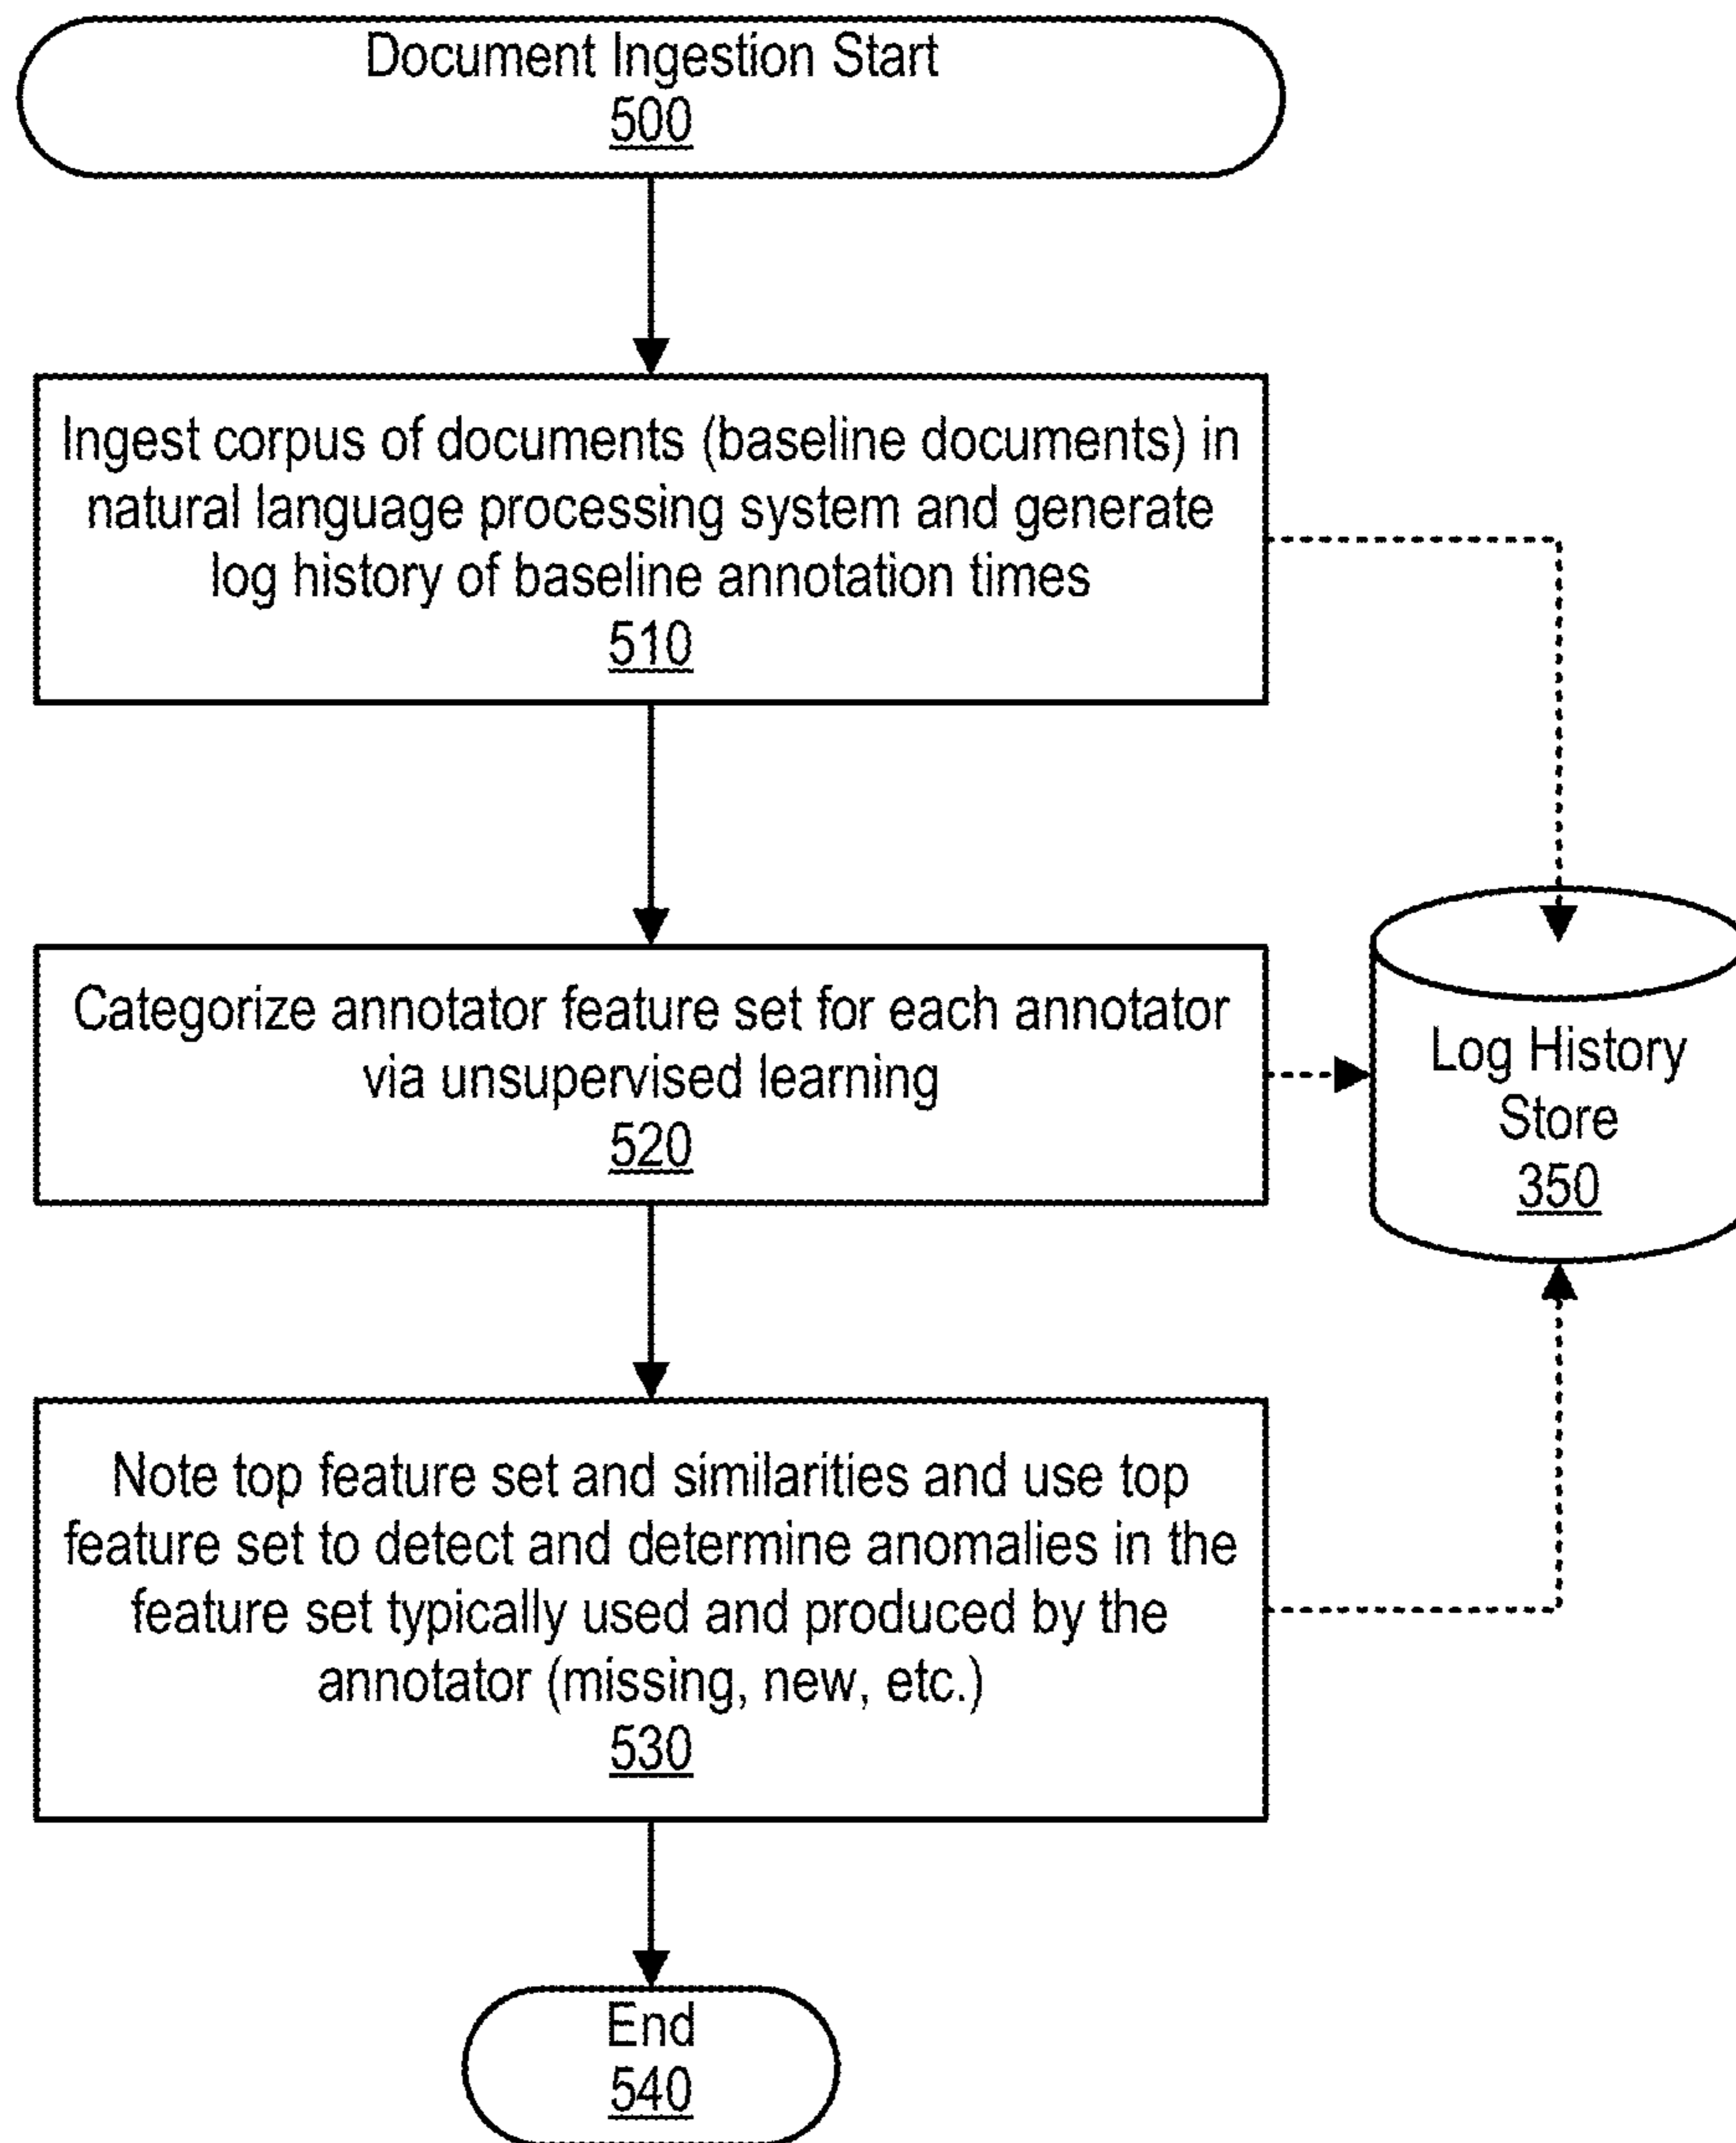 Document Ingestion Start
500
Ingest corpus of documents (baseline documents) in
natural language processing system and generate
log history of baseline annotation times
510
Categorize annotator feature set for each annotator
via unsupervised learning
520
Log History
Store
350
Note top feature set and similarities and use top
feature set to detect and determine anomalies in the
feature set typically used and produced by the
annotator (missing, new, etc.)
530
End
540